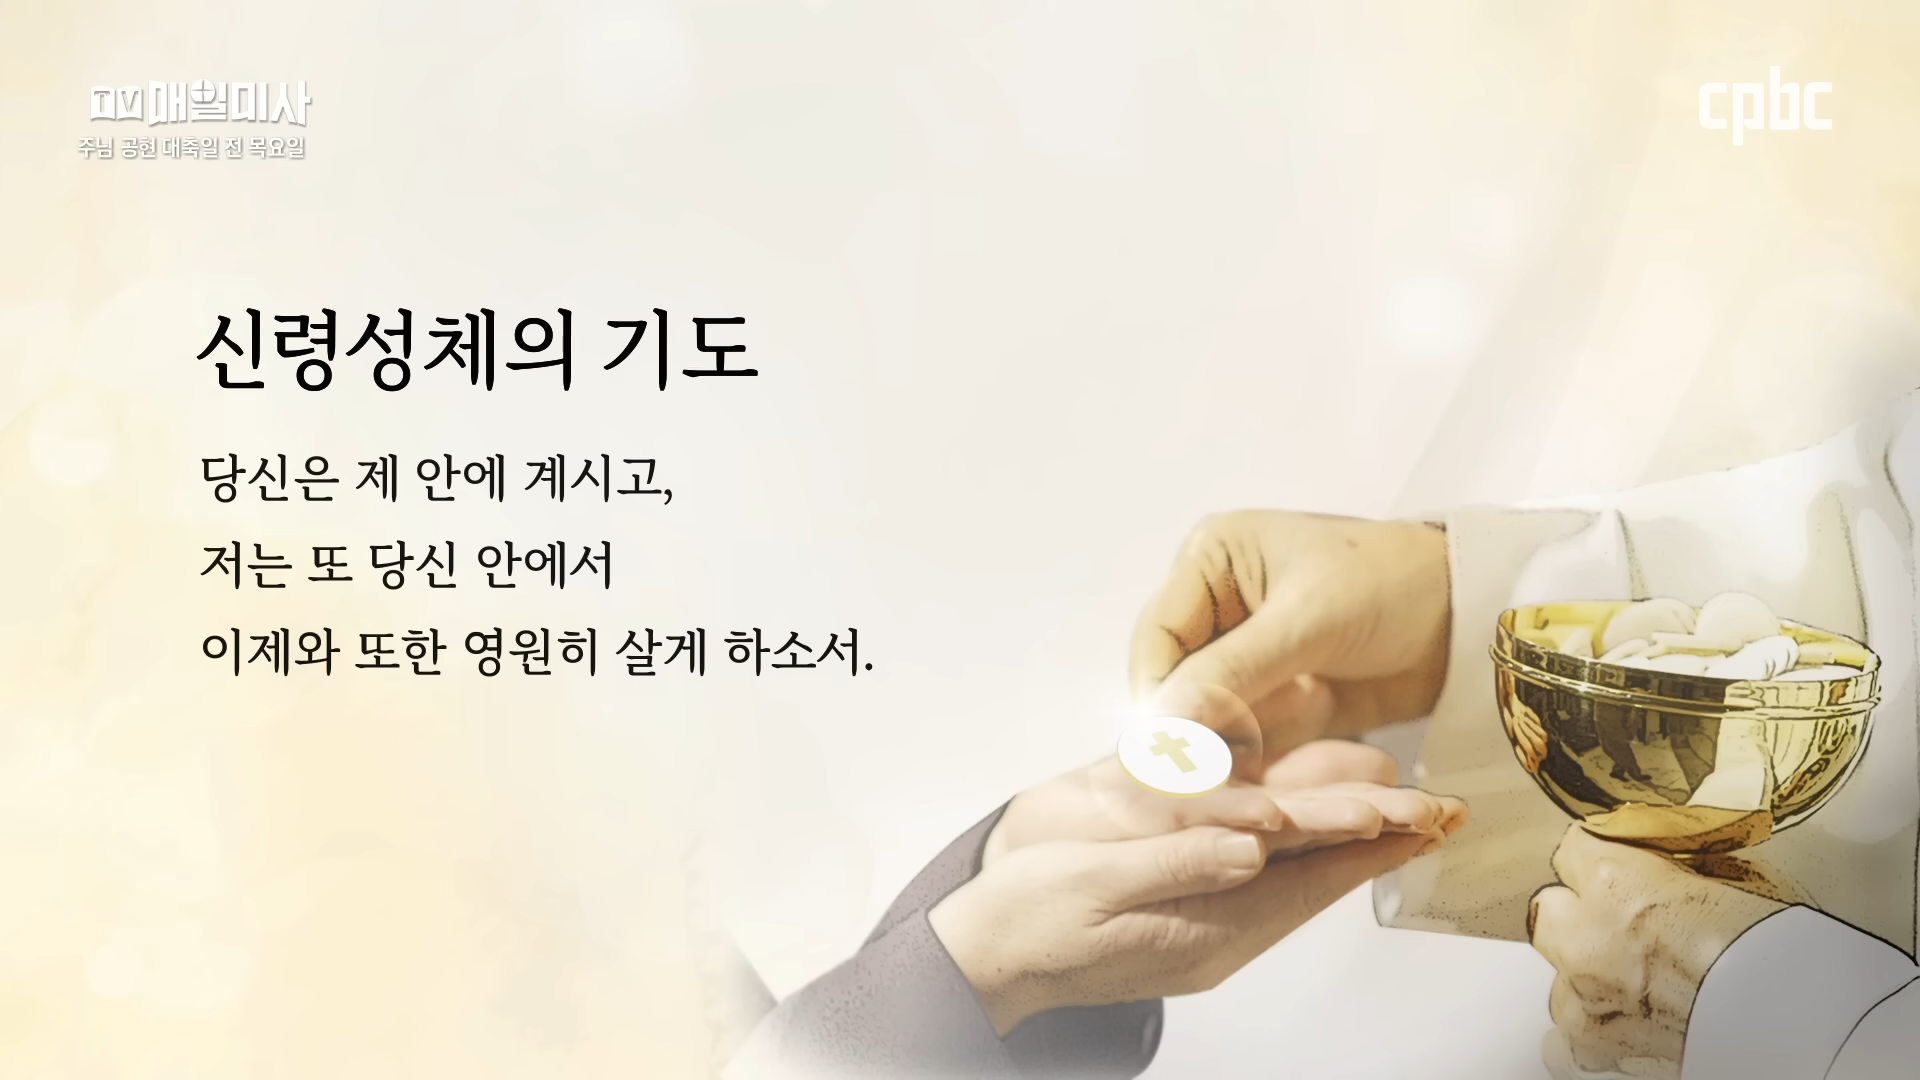 TV매일미사
주님 공현 대축일 전 목요일
cpbc
신령성체의 기도
당신은 제 안에 계시고,
저는 또 당신 안에서
이제와 또한 영원히 살게 하소서.